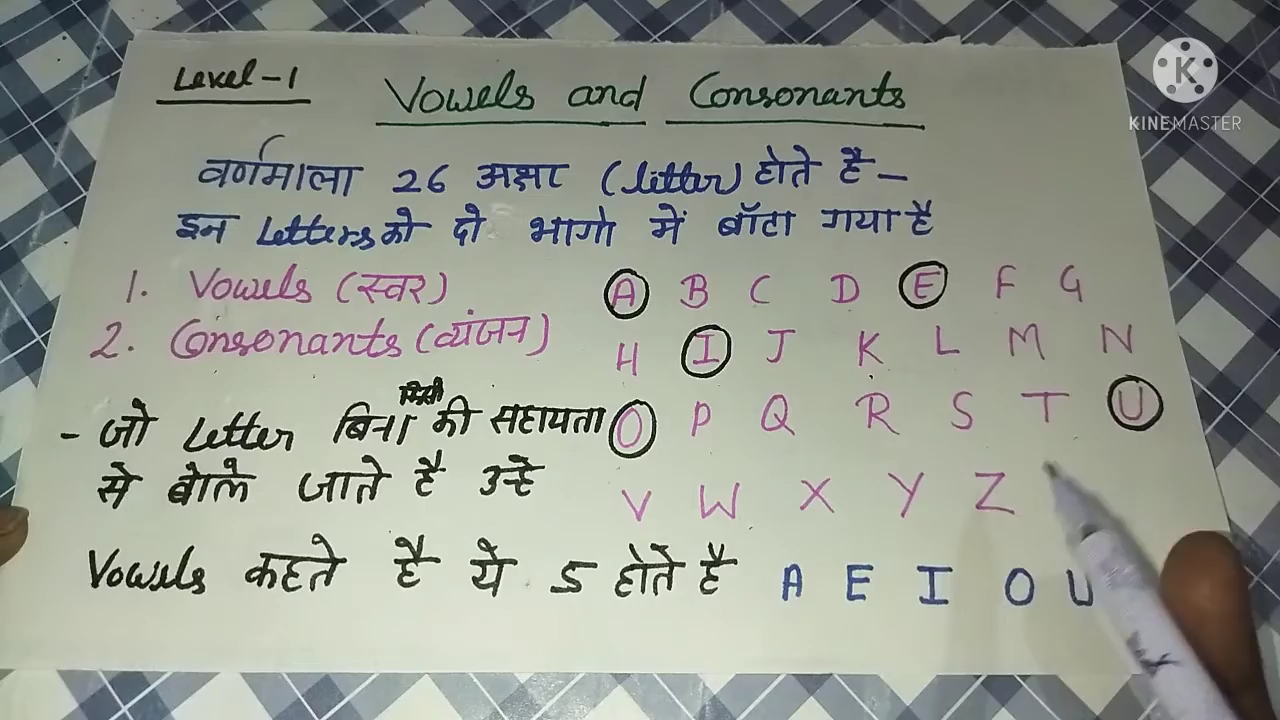 Level-1
Vowels and Consonants
वर्णमाला 26 अक्षर (litter) होते है –
इन Letters को दो भागो में बॉटा गया है
1. Vowels (स्वर)
2. Consonants (व्यंजन)
A B C D E F G
H I J K L M N
O P Q R S T U
V W X Y Z
- जो Letter बिना किसी की सहायता
से बोले जाते है उन्हे
Vowels कहते है ये 5 होते है A E I O U
K
KINEMASTER